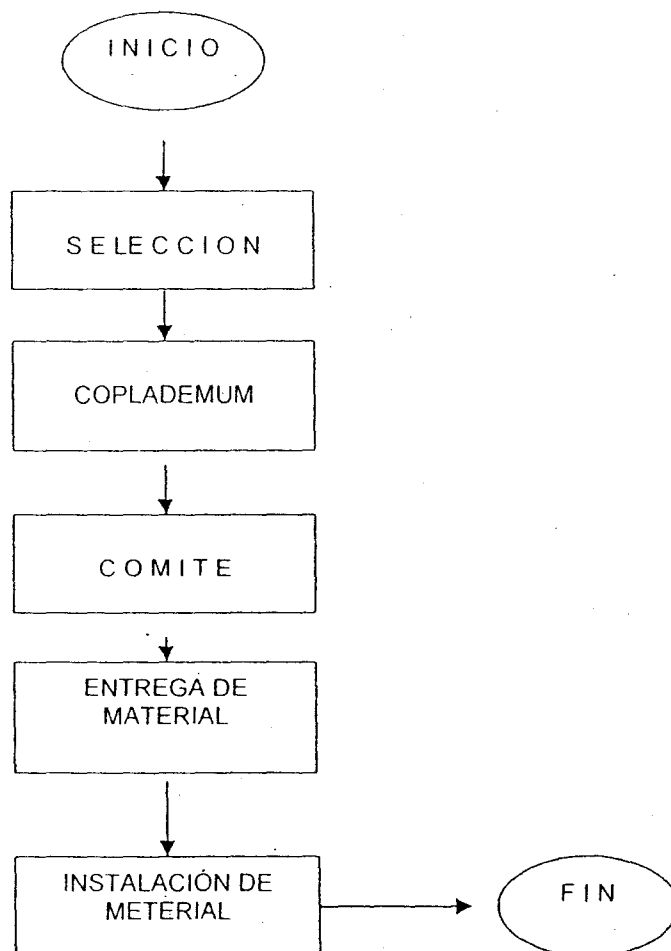 INICIO
SELECCION
COPLADEMUM
COMITE
ENTREGA DE
MATERIAL
INSTALACIÓN DE
METERIAL
FIN